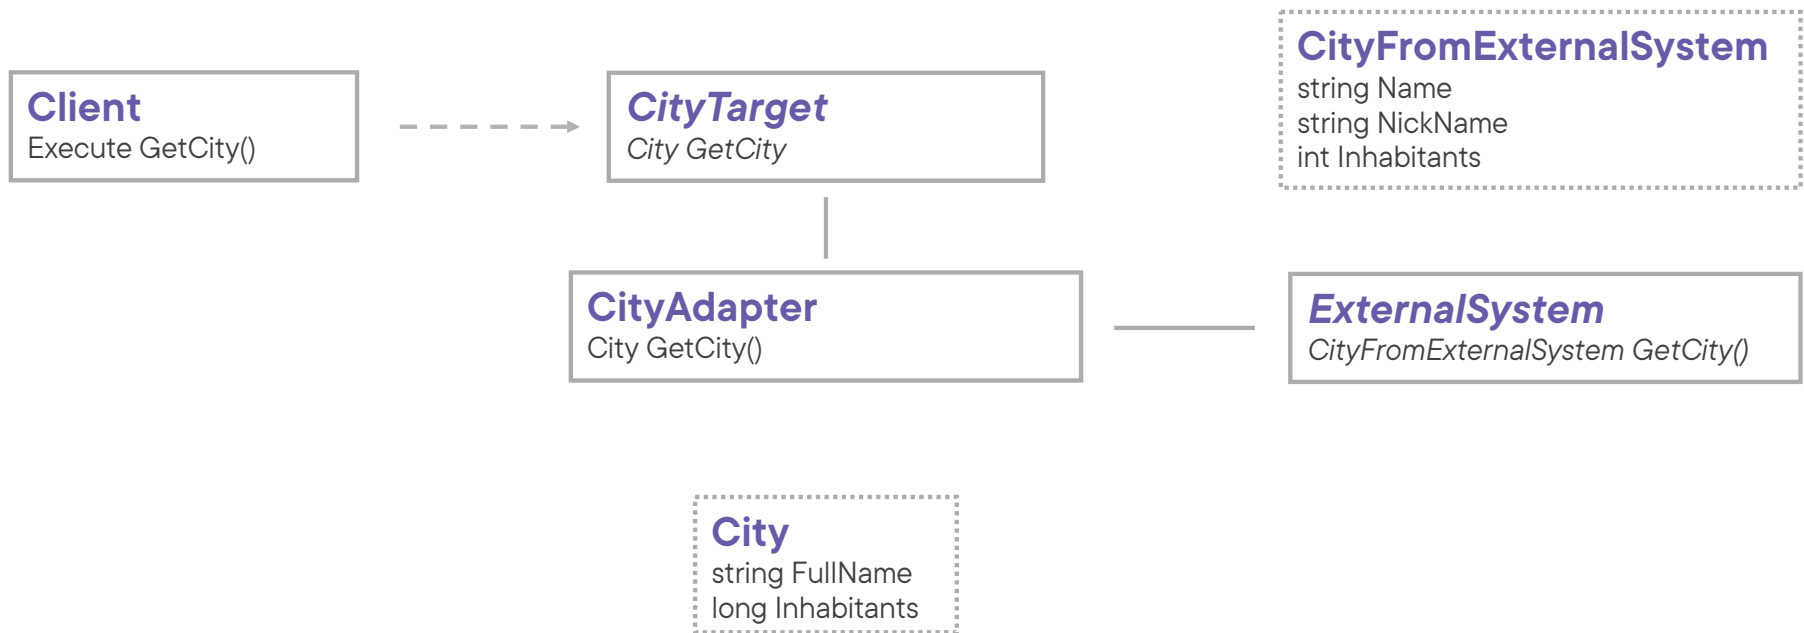 Client
Execute GetCity()
CityTarget
City GetCity
CityFromExternalSystem
string Name
string NickName
int Inhabitants
CityAdapter
City GetCity()
ExternalSystem
CityFromExternalSystem GetCity()
City
string FullName
long Inhabitants